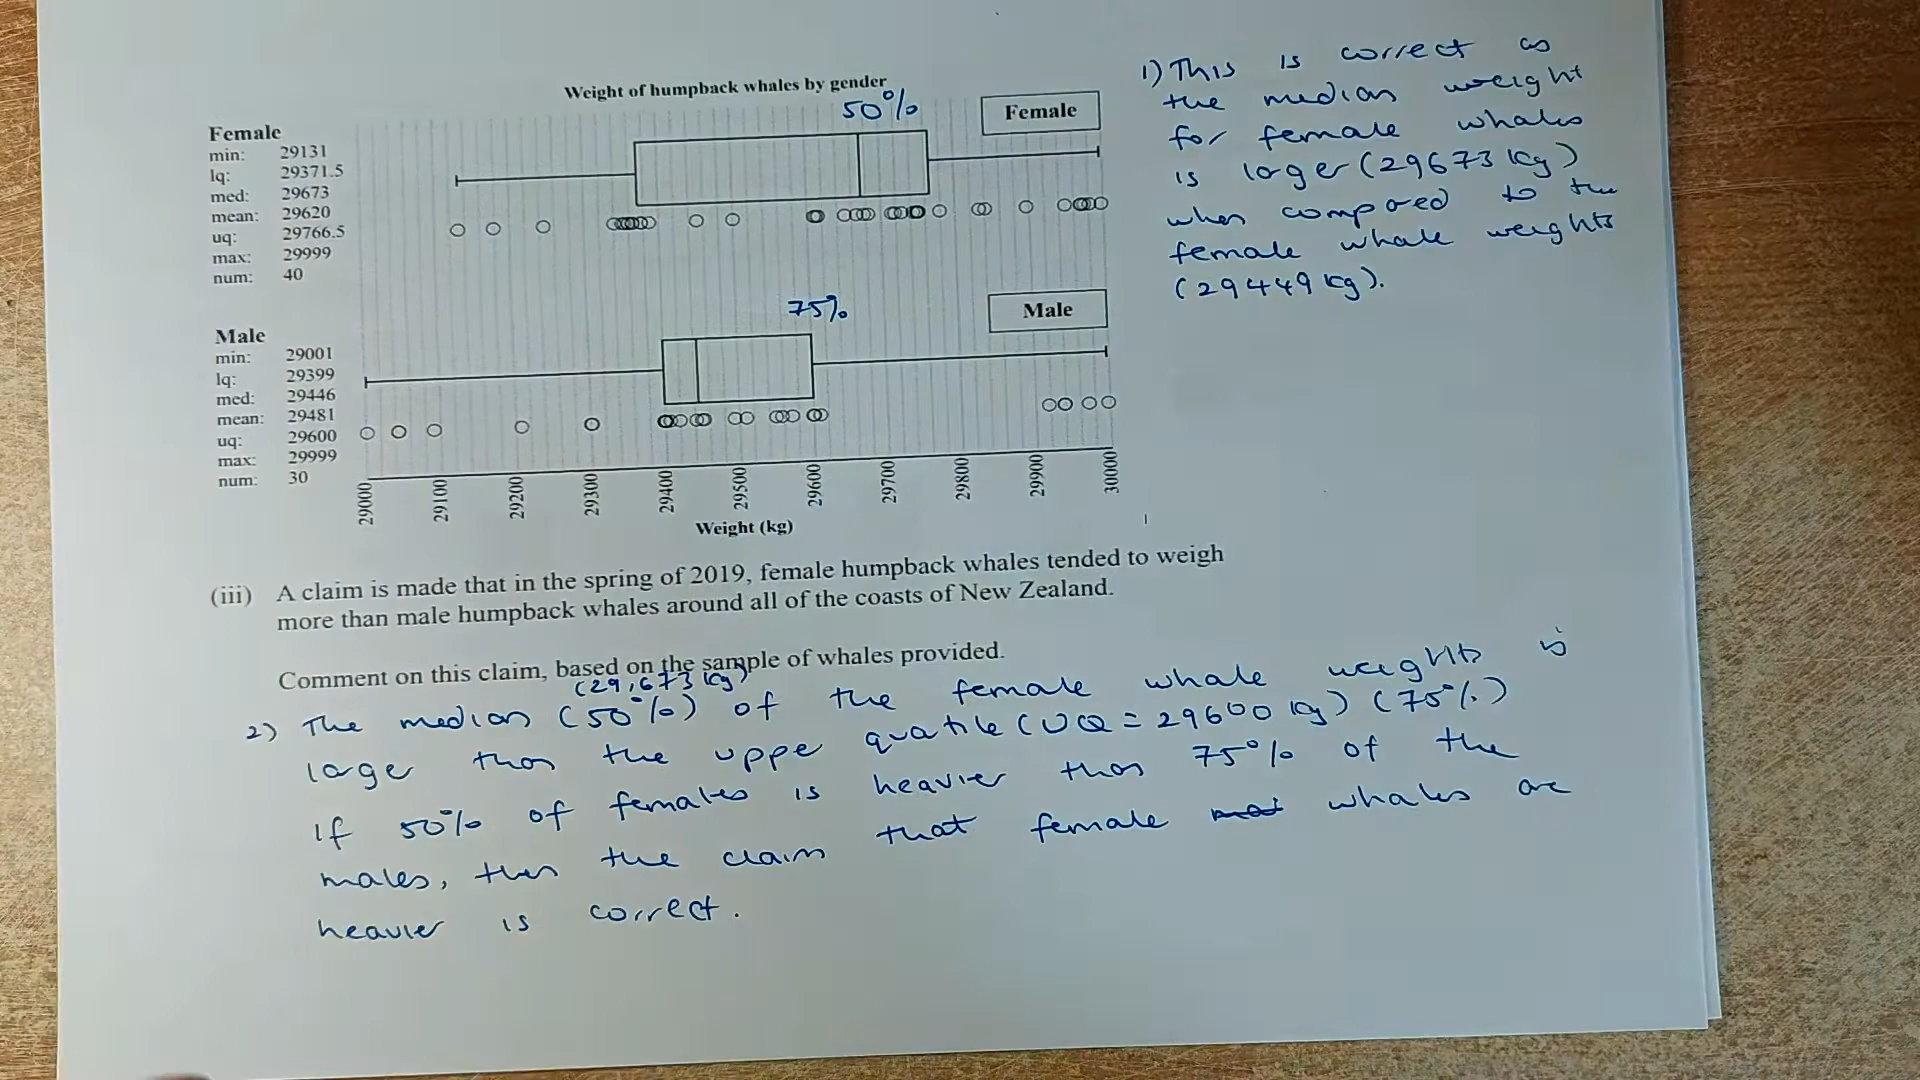 Weight of humpback whales by gender
50%
Female
Female
min: 29131
lq: 29371.5
med: 29673
mean: 29620
uq: 29766.5
max: 29999
num: 40
75%
Male
Male
min: 29001
lq: 29399
med: 29446
mean: 29481
uq: 29600
max: 29999
num: 30
29000 29100 29200 29300 29400 29500 29600 29700 29800 29900 30000
Weight (kg)
1) This is correct as
the median weight
for female whales
is larger (29673 kg)
when compared to the
female whale weights
(29449 kg).
(iii) A claim is made that in the spring of 2019, female humpback whales tended to weigh
more than male humpback whales around all of the coasts of New Zealand.
Comment on this claim, based on the sample of whales provided.
(29,673 kg)
2) The median (50%) of the female whale weights is
larger than the uppe quatile (UQ = 29600 kg) (75%)
If 50% of females is heavier than 75% of the
males, then the claim that female whales are
heavier is correct.